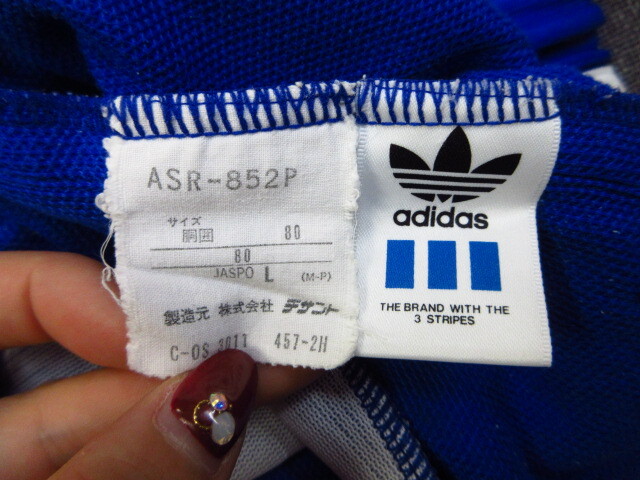 ASR-852P
サイズ
胴囲 80
80
JASPO L (M-P)
製造元 株式会社 デサント
C-OS 3011 457-2H
adidas
THE BRAND WITH THE
3 STRIPES